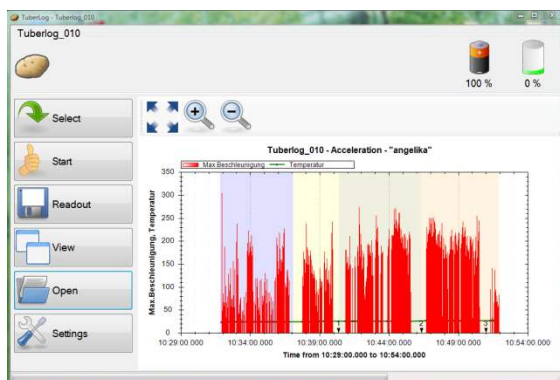 TuberLog - Tuberlog_010
Tuberlog_010
100 %
0 %
Select
Start
Readout
View
Open
Settings
Tuberlog_010 - Acceleration - "angelika"
Max.Beschleunigung
Temperatur
Max.Beschleunigung, Temperatur
350
300
250
200
150
100
50
0
1
2
3
10:29:00.000
10:34:00.000
10:39:00.000
10:44:00.000
10:49:00.000
10:54:00.000
Time from 10:29:00.000 to 10:54:00.000